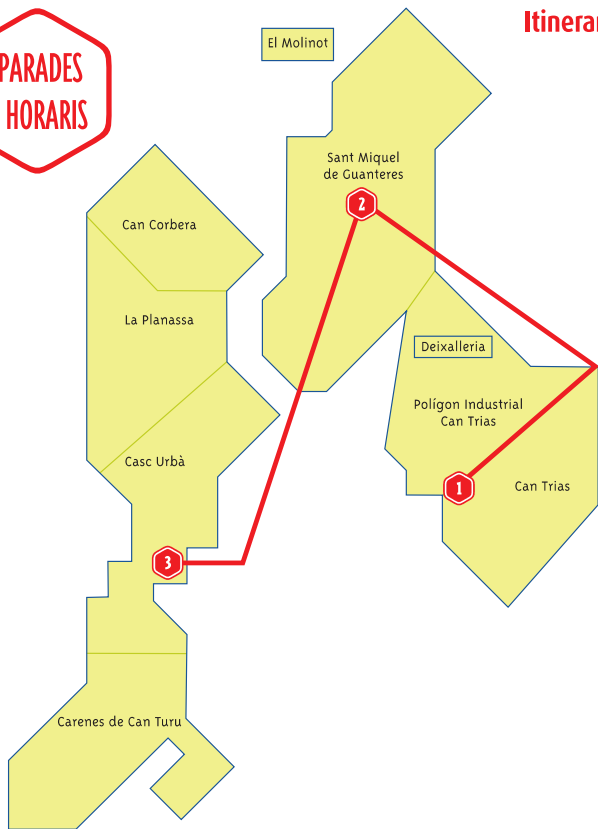 PARADES
HORARIS
El Molinot
Sant Miquel
de Guanteres
2
Can Corbera
La Planassa
Deixalleria
Polígon Industrial
Can Trias
Casc Urbà
1
Can Trias
3
Carenes de Can Turu